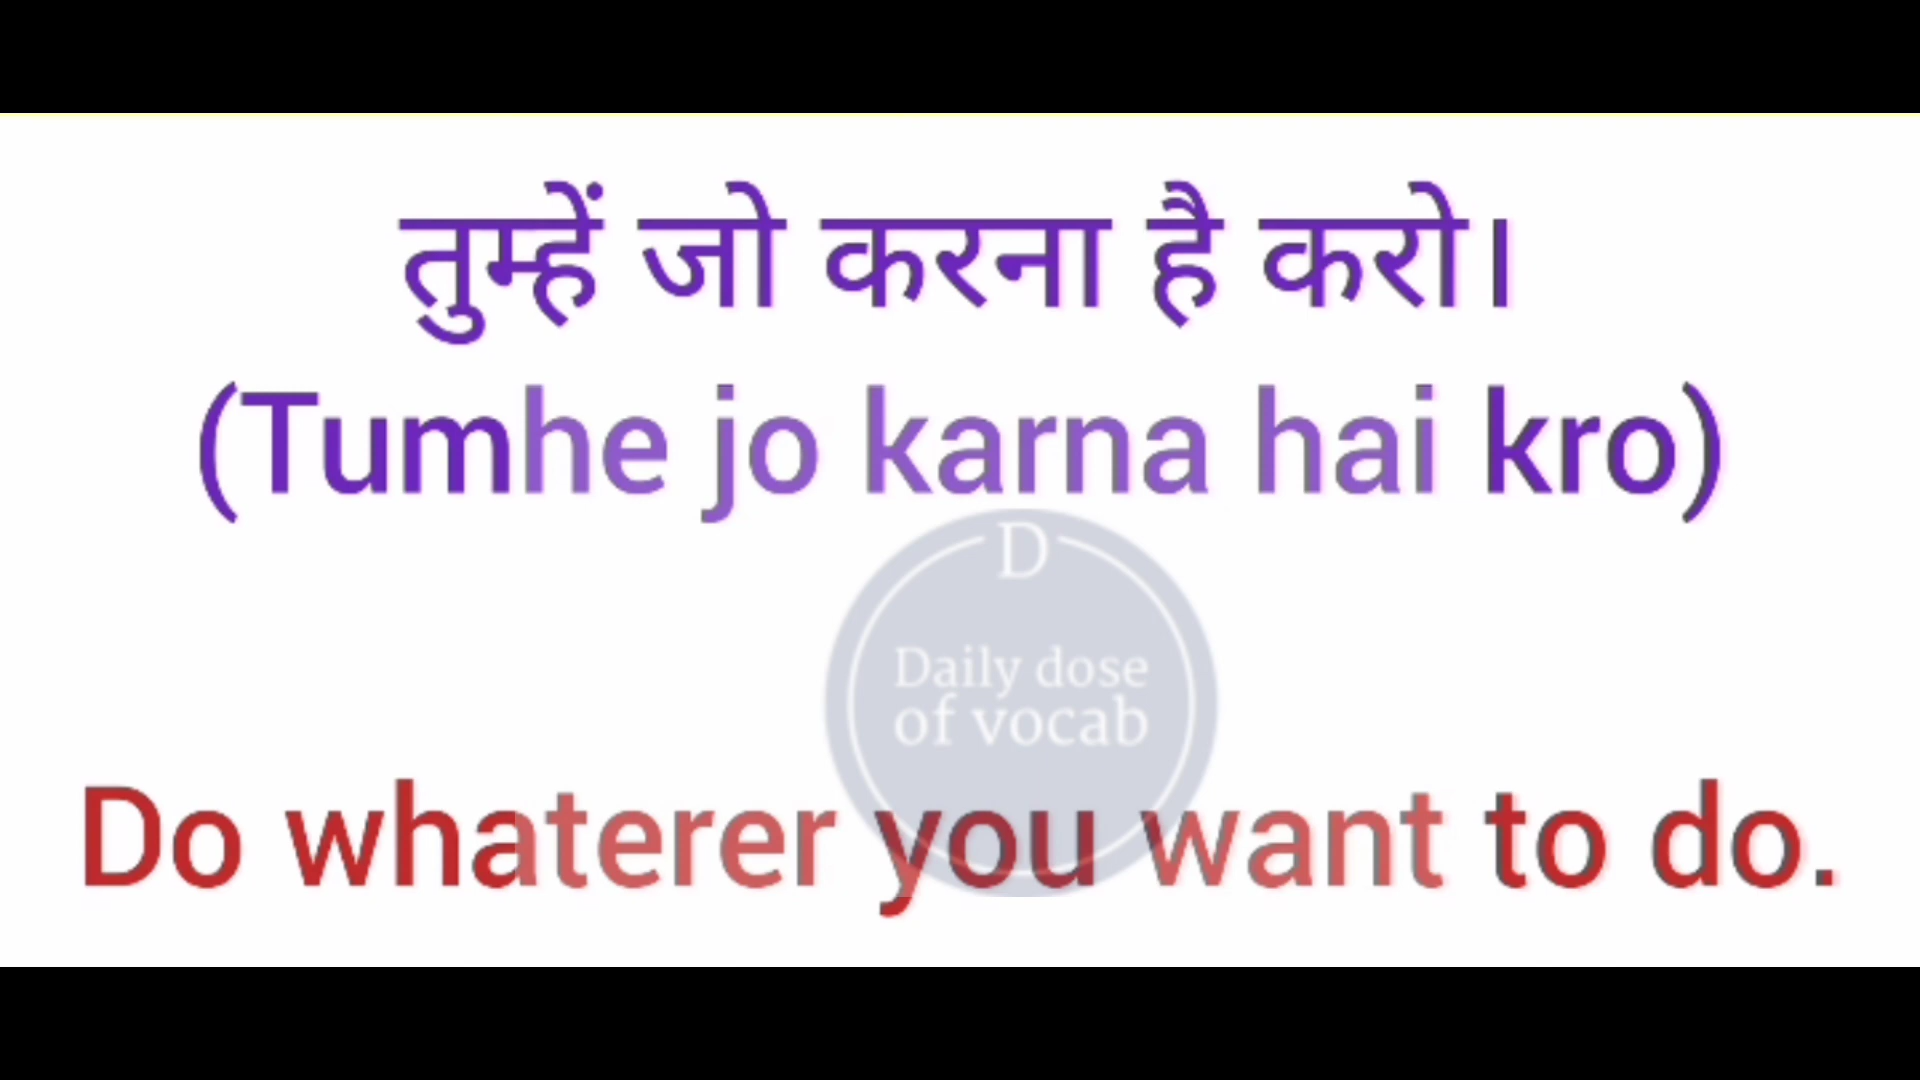 तुम्हें जो करना है करो।
(Tumhe jo karna hai kro)
D
Daily dose
of vocab
Do whaterer you want to do.